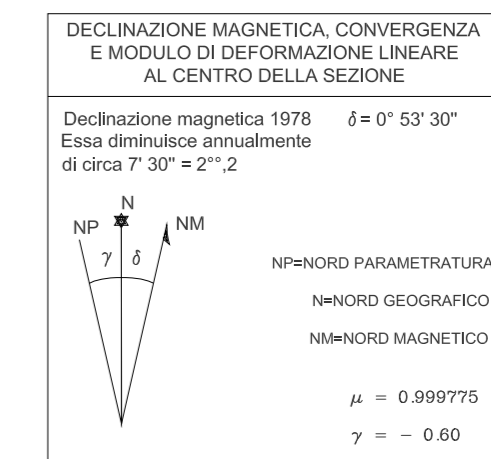 DECLINAZIONE MAGNETICA, CONVERGENZA
E MODULO DI DEFORMAZIONE LINEARE
AL CENTRO DELLA SEZIONE
Declinazione magnetica 1978 δ = 0° 53' 30"
Essa diminuisce annualmente
di circa 7' 30" = 2°°,2
N
NP NM
γ δ
NP=NORD PARAMETRATURA
N=NORD GEOGRAFICO
NM=NORD MAGNETICO
μ = 0.999775
γ = - 0.60